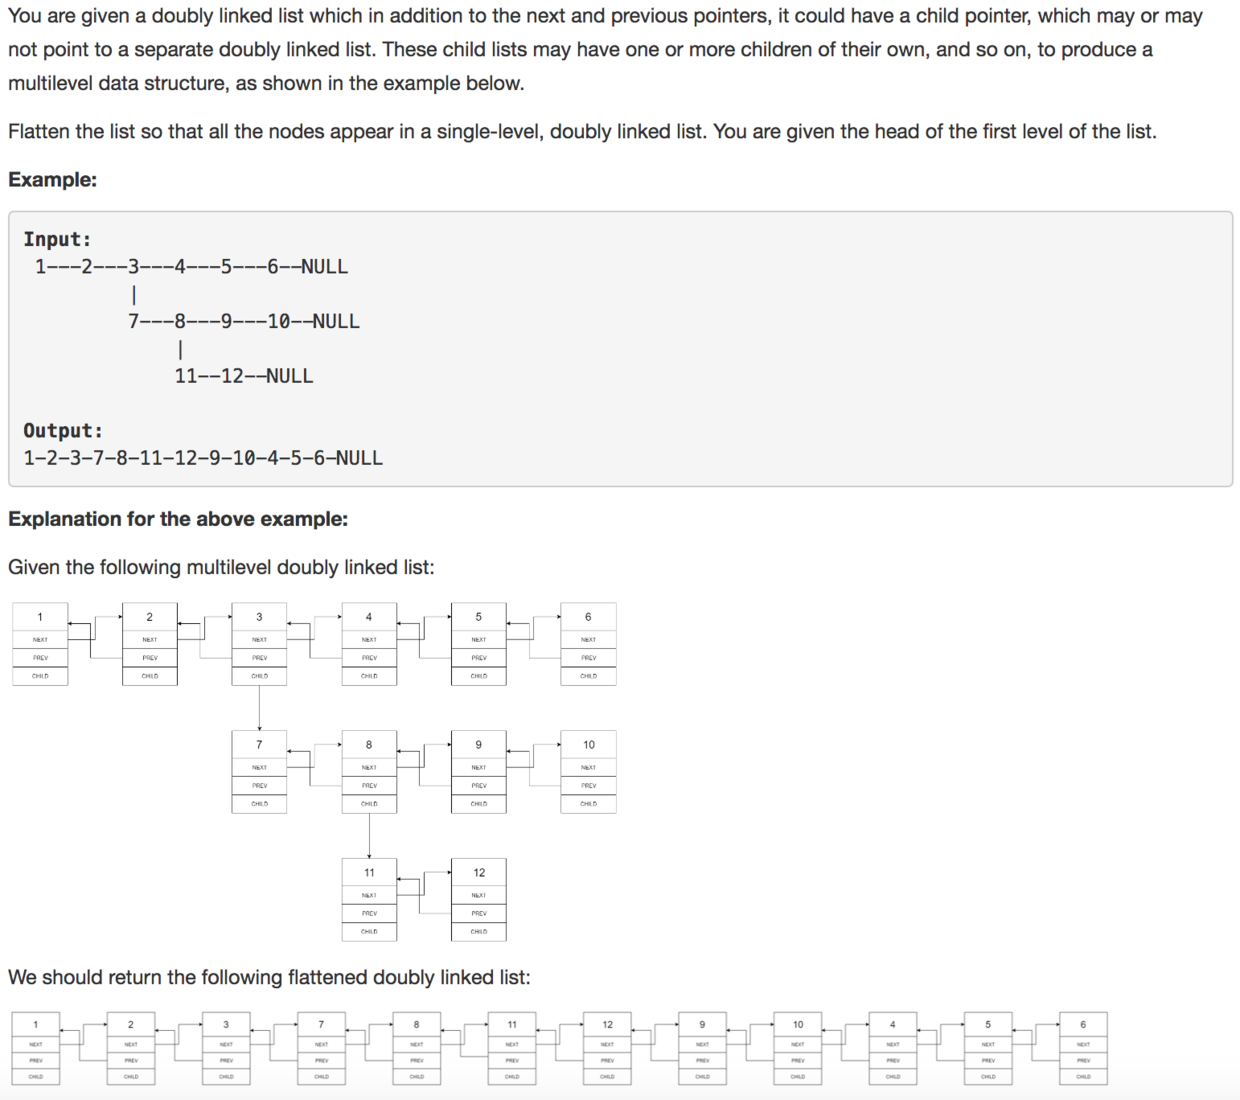 You are given a doubly linked list which in addition to the next and previous pointers, it could have a child pointer, which may or may
not point to a separate doubly linked list. These child lists may have one or more children of their own, and so on, to produce a
multilevel data structure, as shown in the example below.
Flatten the list so that all the nodes appear in a single-level, doubly linked list. You are given the head of the first level of the list.
Example:
Input:
1---2---3---4---5---6--NULL
|
7---8---9---10--NULL
|
11--12--NULL
Output:
1-2-3-7-8-11-12-9-10-4-5-6-NULL
Explanation for the above example:
Given the following multilevel doubly linked list:
1 2 3 4 5 6
NEXT NEXT NEXT NEXT NEXT NEXT
PREV PREV PREV PREV PREV PREV
CHILD CHILD CHILD CHILD CHILD CHILD
7 8 9 10
NEXT NEXT NEXT NEXT
PREV PREV PREV PREV
CHILD CHILD CHILD CHILD
11 12
NEXT NEXT
PREV PREV
CHILD CHILD
We should return the following flattened doubly linked list:
1 2 3 7 8 11 12 9 10 4 5 6
NEXT NEXT NEXT NEXT NEXT NEXT NEXT NEXT NEXT NEXT NEXT NEXT
PREV PREV PREV PREV PREV PREV PREV PREV PREV PREV PREV PREV
CHILD CHILD CHILD CHILD CHILD CHILD CHILD CHILD CHILD CHILD CHILD CHILD